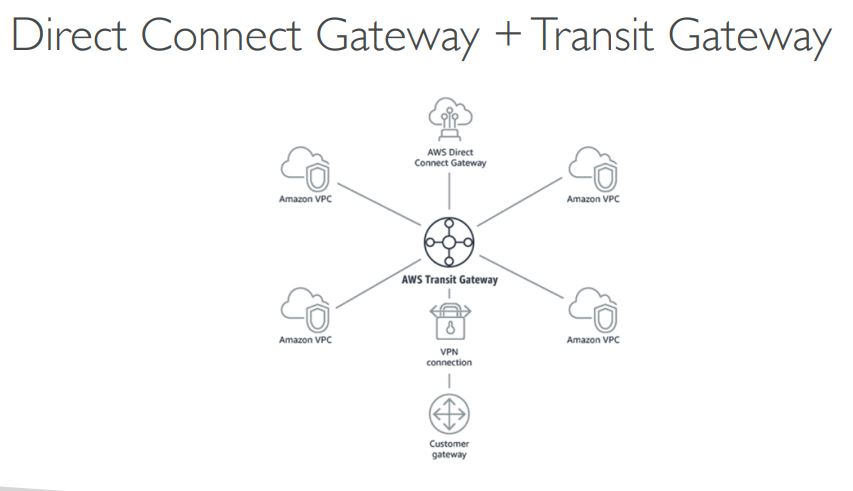 Direct Connect Gateway + Transit Gateway
AWS Direct
Connect Gateway
Amazon VPC
Amazon VPC
AWS Transit Gateway
Amazon VPC
Amazon VPC
VPN
connection
Customer
gateway